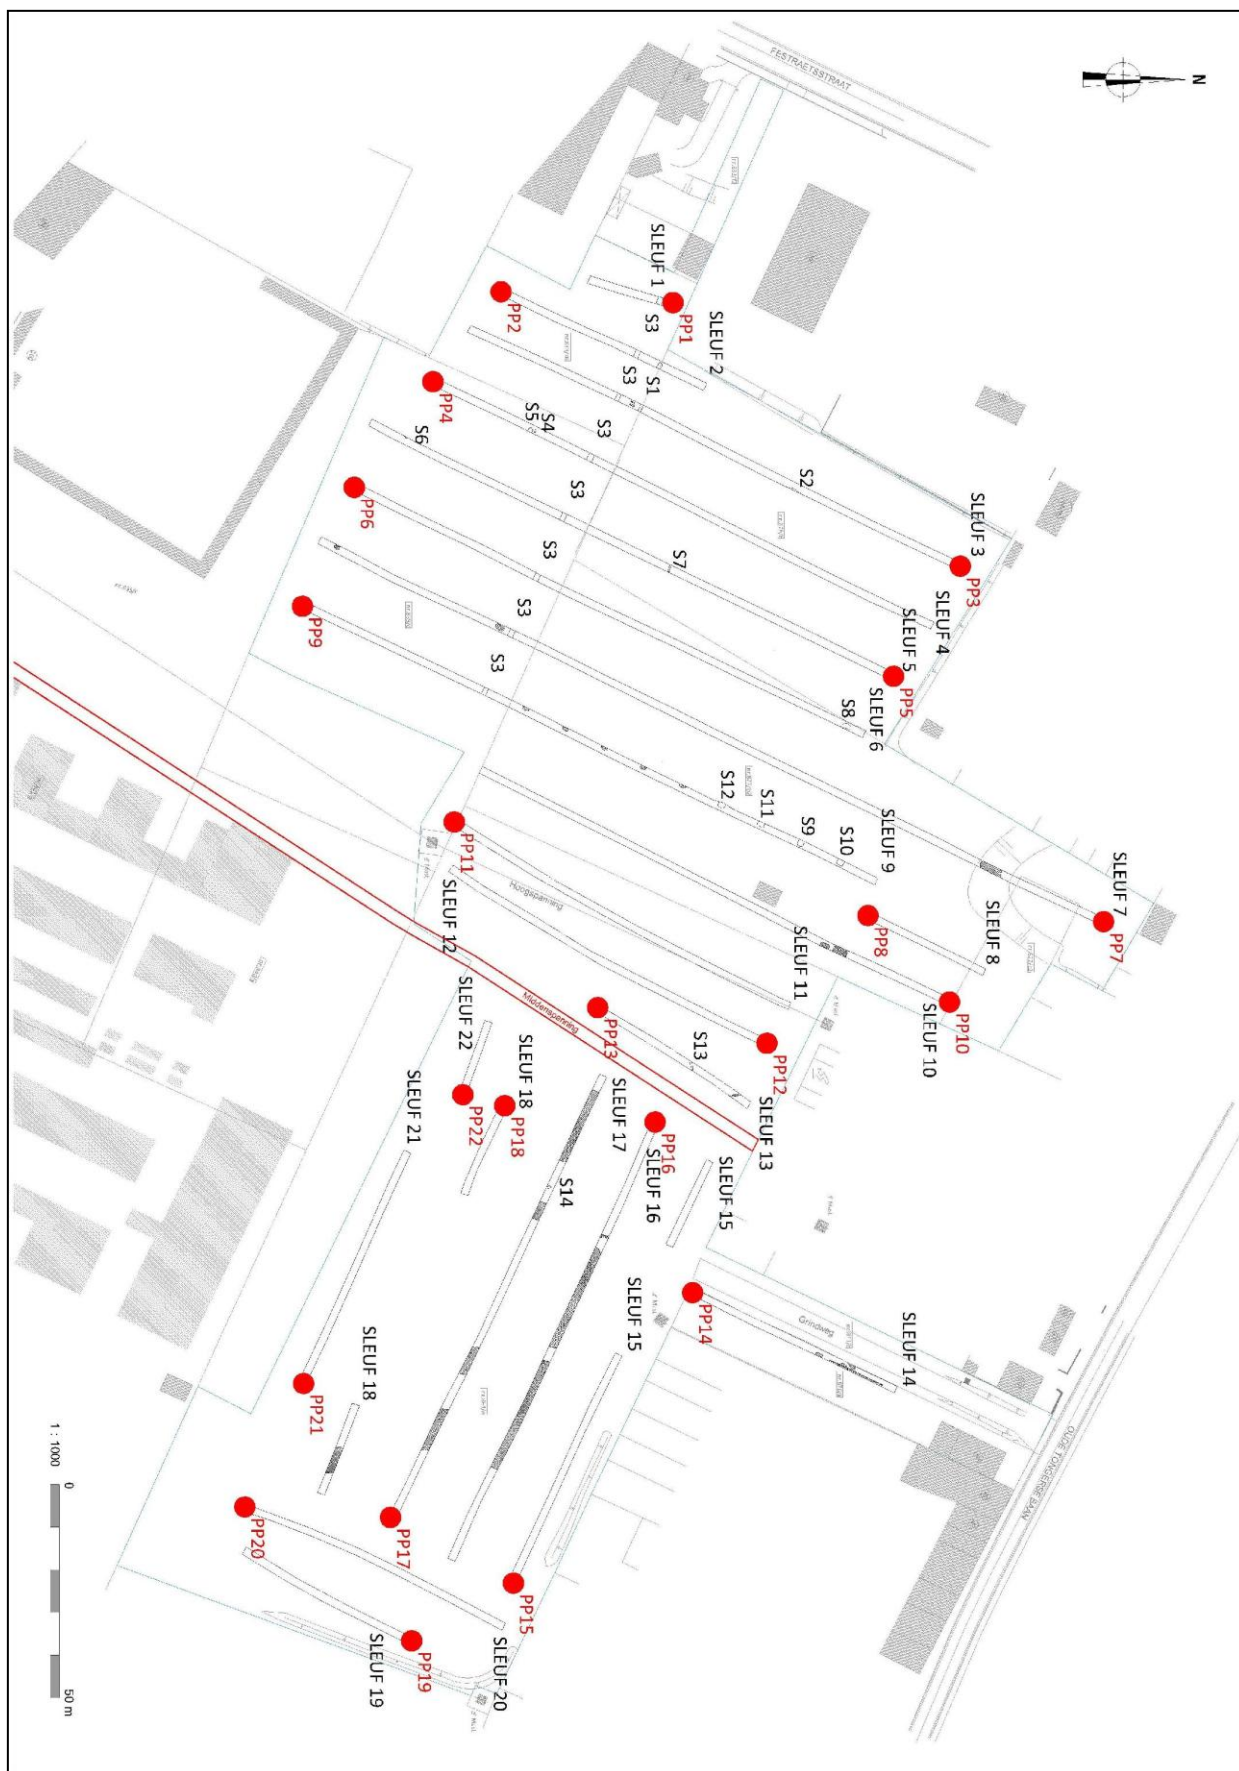 N
FESTRAETSSTRAAT
SLEUF 1
PP1
S3
SLEUF 2
PP2
S1
S3
SLEUF 3
PP3
S2
S3
PP4
S4
S5
SLEUF 4
SLEUF 5
PP5
S6
S3
S7
SLEUF 6
S8
PP6
S3
S3
SLEUF 7
PP7
SLEUF 8
PP8
SLEUF 9
PP9
S3
S12
S11
S9
S10
SLEUF 10
PP10
SLEUF 11
PP11
Hoogspanning
SLEUF 12
PP12
PP13
S13
SLEUF 13
Middenspanning
SLEUF 22
PP22
SLEUF 18
PP18
SLEUF 17
S14
PP16
SLEUF 16
SLEUF 15
SLEUF 15
PP14
Grindweg
SLEUF 14
OUDE TONGERSE BAAN
SLEUF 21
PP21
SLEUF 18
PP17
PP15
PP20
SLEUF 20
PP19
SLEUF 19
1 : 1000
0
50 m